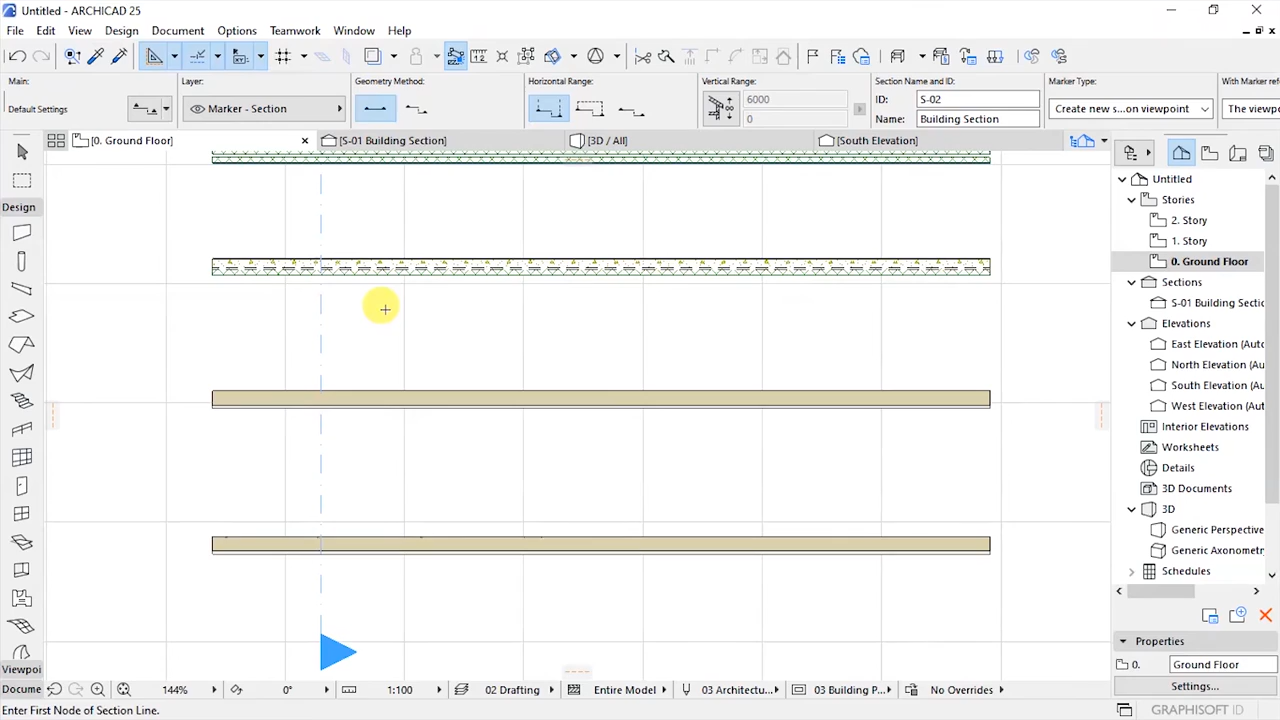 Untitled - ARCHICAD 25
File Edit View Design Document Options Teamwork Window Help
Main:
Default Settings
Layer:
Marker - Section
Geometry Method:
Horizontal Range:
Vertical Range:
6000
0
Section Name and ID:
ID: S-02
Name: Building Section
Marker Type:
Create new s...on viewpoint
With Marker ref
The viewp
[0. Ground Floor]
[S-01 Building Section]
[3D / All]
[South Elevation]
Design
Untitled
Stories
2. Story
1. Story
0. Ground Floor
Sections
S-01 Building Sectio
Elevations
East Elevation (Aut
North Elevation (Au
South Elevation (Au
West Elevation (Aut
Interior Elevations
Worksheets
Details
3D Documents
3D
Generic Perspective
Generic Axonometr
Schedules
Properties
0. Ground Floor
Settings...
Viewpoi
Docume
144% 0° 1:100 02 Drafting Entire Model 03 Architectu... 03 Building P... No Overrides
Enter First Node of Section Line.
GRAPHISOFT ID